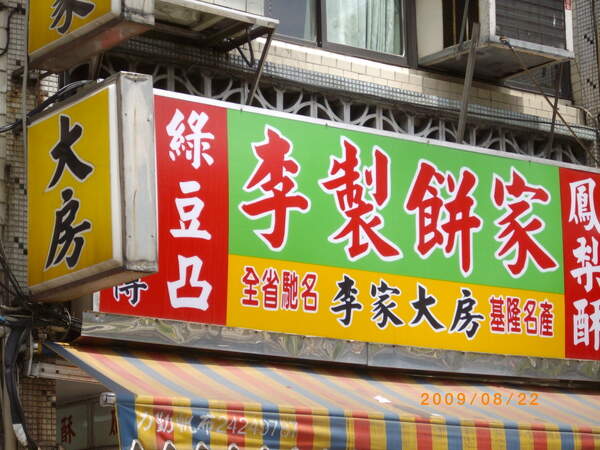 大房
綠豆凸
李製餅家
鳳梨酥
全省馳名
李家大房
基隆名產
2009/08/22
酥